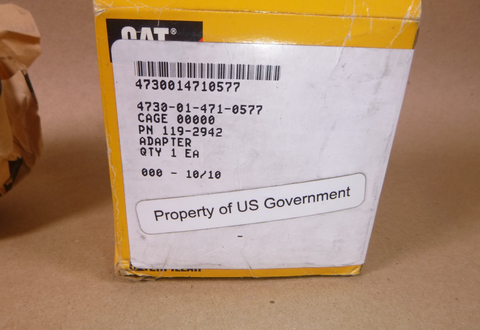 CAT®
4730014710577
4730-01-471-0577
CAGE 00000
PN 119-2942
ADAPTER
QTY 1 EA
000 - 10/10
Property of US Government